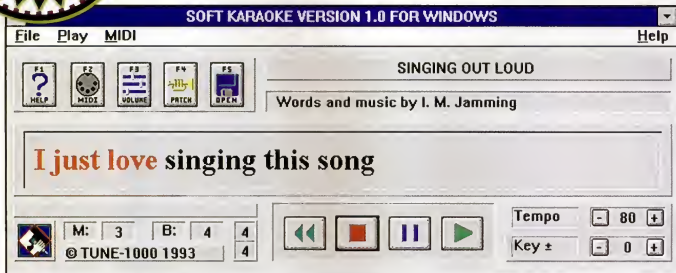 SOFT KARAOKE VERSION 1.0 FOR WINDOWS
File Play MIDI Help
F1 HELP
F2 MIDI
F3 VOLUME
F4 PATCH
F5 OPEN
SINGING OUT LOUD
Words and music by I. M. Jamming
I just love singing this song
M: 3 B: 4 4
4
© TUNE-1000 1993
Tempo - 80 +
Key ± - 0 +